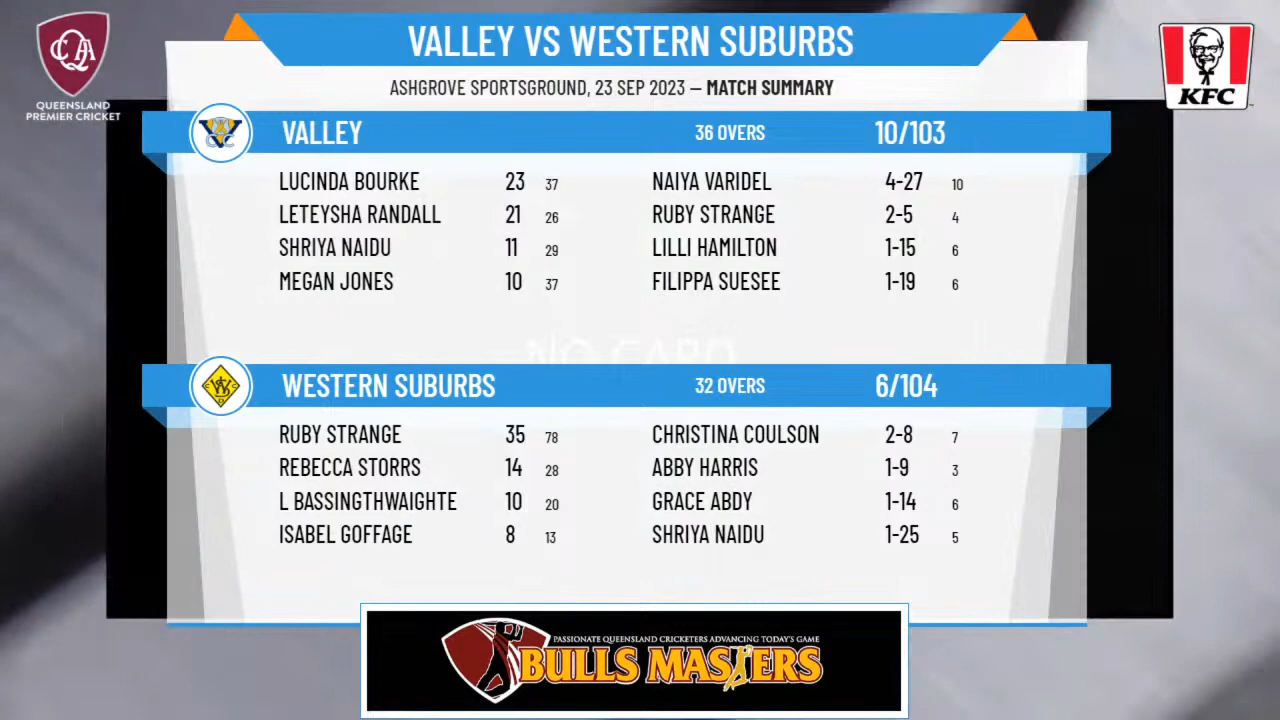 VALLEY VS WESTERN SUBURBS
ASHGROVE SPORTSGROUND, 23 SEP 2023 – MATCH SUMMARY
QUEENSLAND
PREMIER CRICKET
KFC
VALLEY 36 OVERS 10/103
LUCINDA BOURKE 23 37 NAIYA VARIDEL 4-27 10
LETEYSHA RANDALL 21 26 RUBY STRANGE 2-5 4
SHRIYA NAIDU 11 29 LILLI HAMILTON 1-15 6
MEGAN JONES 10 37 FILIPPA SUESEE 1-19 6
NO CARD
WESTERN SUBURBS 32 OVERS 6/104
RUBY STRANGE 35 78 CHRISTINA COULSON 2-8 7
REBECCA STORRS 14 28 ABBY HARRIS 1-9 3
L BASSINGTHWAIGHTE 10 20 GRACE ABDY 1-14 6
ISABEL GOFFAGE 8 13 SHRIYA NAIDU 1-25 5
PASSIONATE QUEENSLAND CRICKETERS ADVANCING TODAY'S GAME
BULLS MASTERS